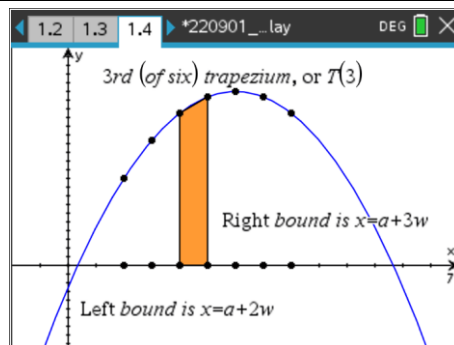 1.2 1.3 1.4 *220901_...lay DEG
y
3rd (of six) trapezium, or T(3)
Right bound is x=a+3w
x
7
Left bound is x=a+2w